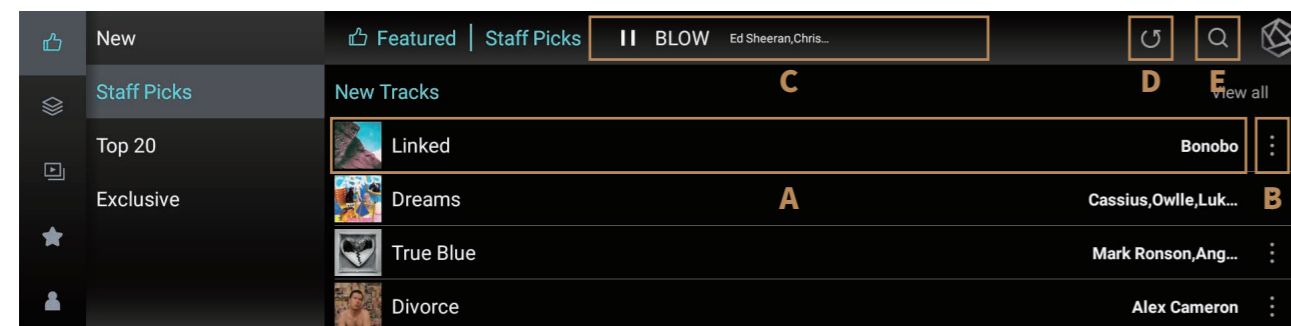 New
Featured | Staff Picks
BLOW Ed Sheeran,Chris...
C
D
E
Staff Picks
New Tracks
View all
Top 20
Linked
Bonobo
Exclusive
Dreams
A
Cassius,Owlle,Luk...
B
True Blue
Mark Ronson,Ang...
Divorce
Alex Cameron